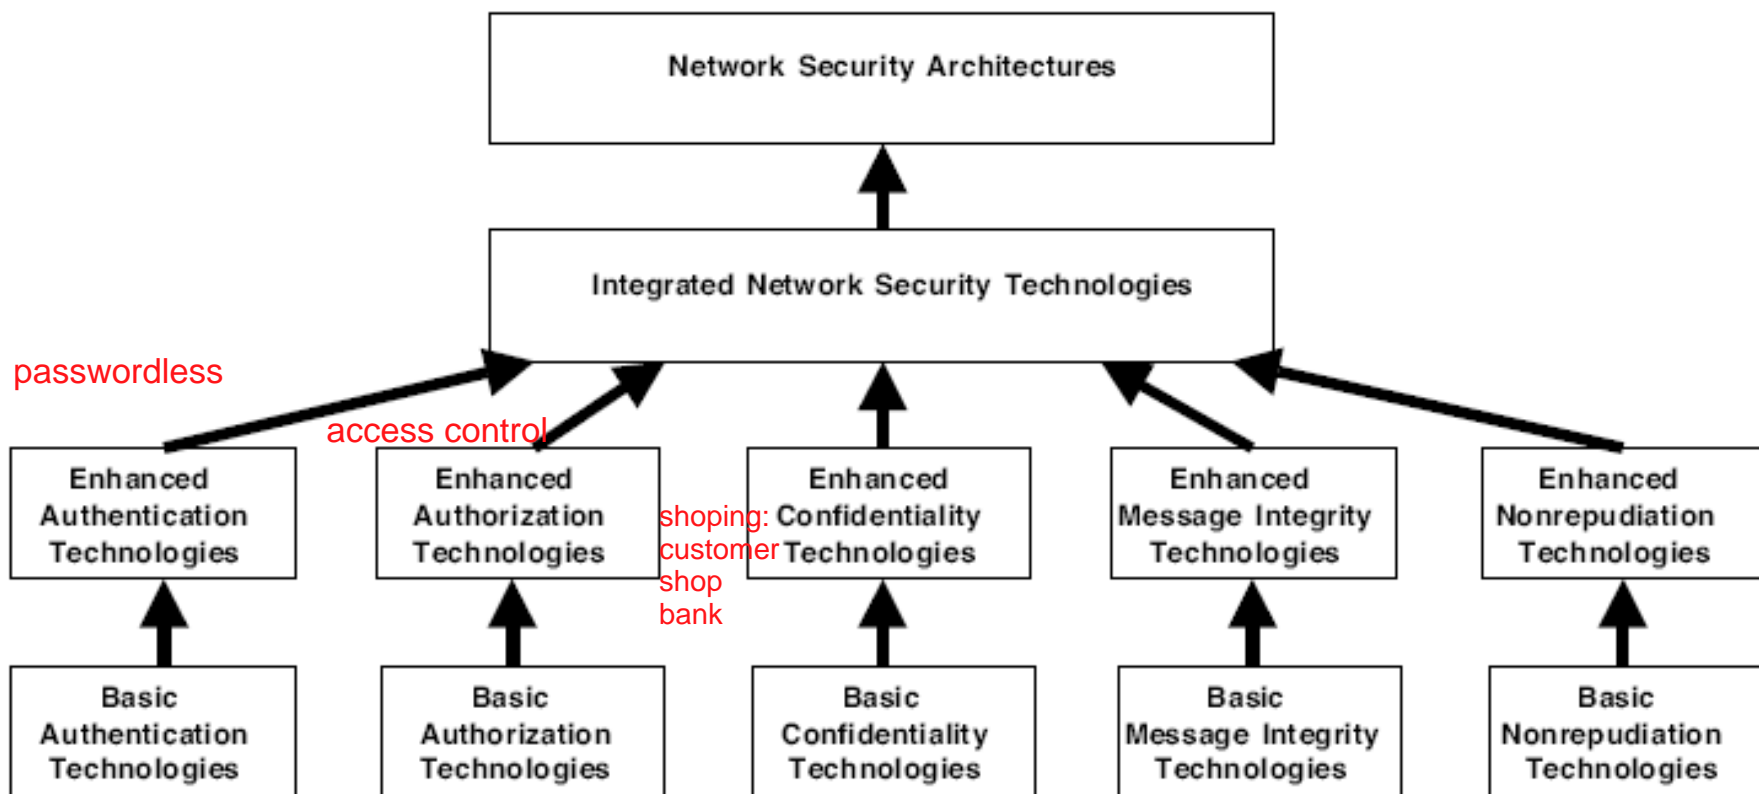 Network Security Architectures
Integrated Network Security Technologies
passwordless
access control
Enhanced
Authentication
Technologies
Enhanced
Authorization
Technologies
shoping:
customer
shop
bank
Enhanced
Confidentiality
Technologies
Enhanced
Message Integrity
Technologies
Enhanced
Nonrepudiation
Technologies
Basic
Authentication
Technologies
Basic
Authorization
Technologies
Basic
Confidentiality
Technologies
Basic
Message Integrity
Technologies
Basic
Nonrepudiation
Technologies